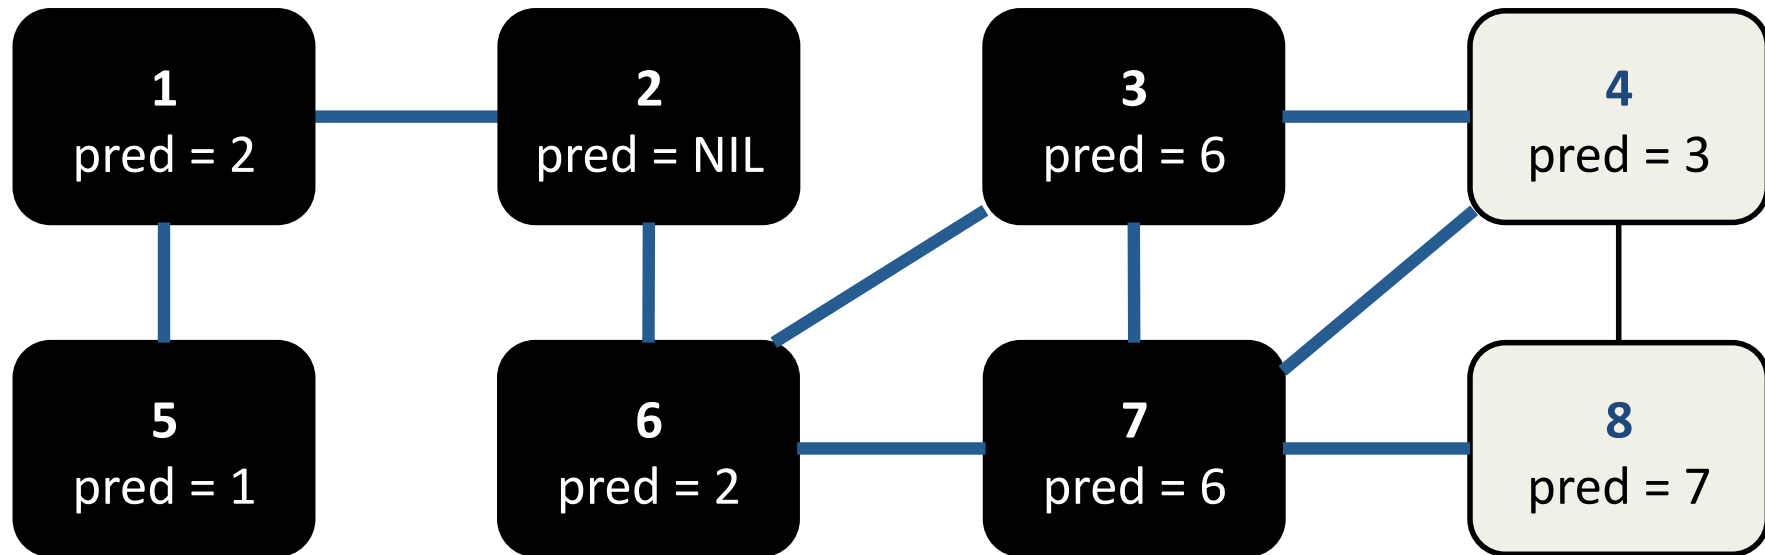 1
pred = 2
2
pred = NIL
3
pred = 6
4
pred = 3
5
pred = 1
6
pred = 2
7
pred = 6
8
pred = 7